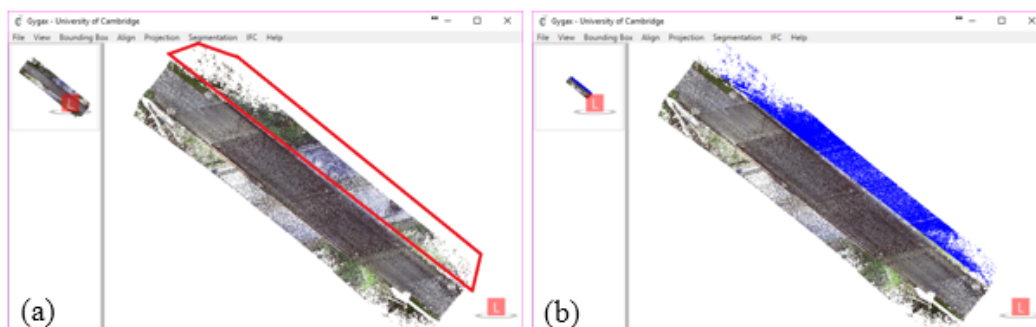 Gygax - University of Cambridge
File View Bounding Box Align Projection Segmentation IFC Help
L
L
(a)
Gygax - University of Cambridge
File View Bounding Box Align Projection Segmentation IFC Help
L
L
(b)